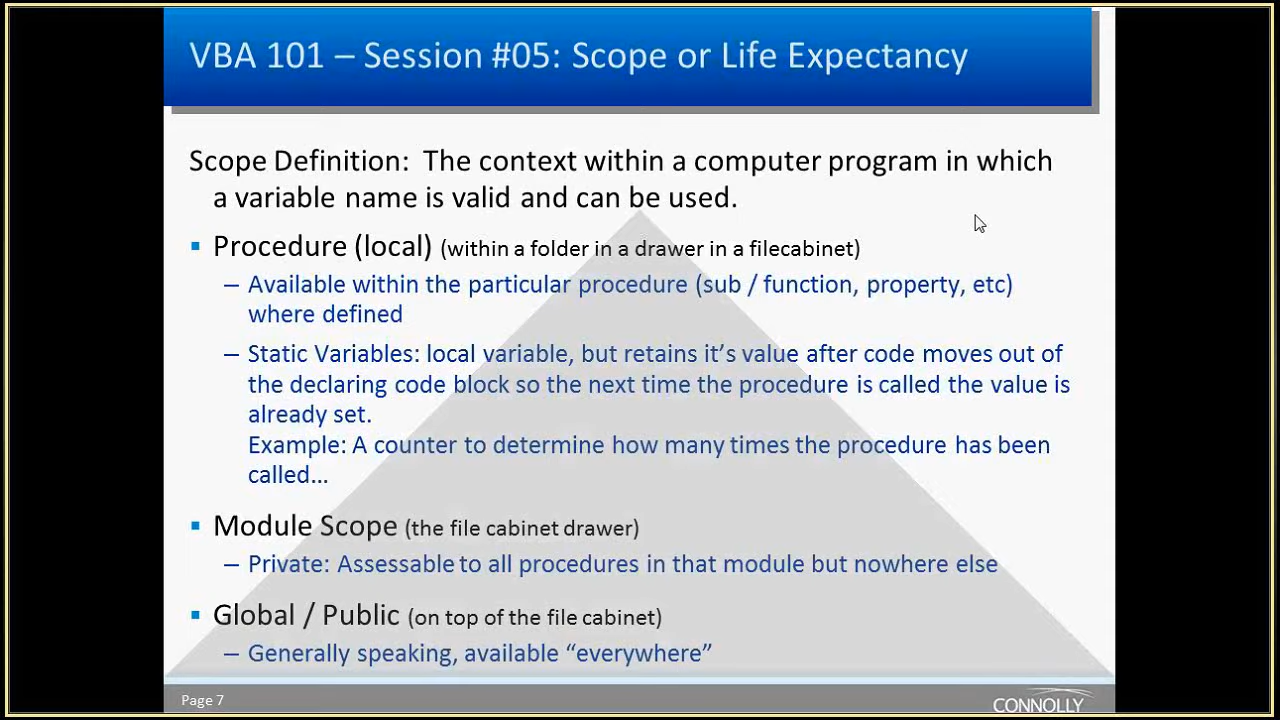 VBA 101 – Session #05: Scope or Life Expectancy
Scope Definition: The context within a computer program in which
a variable name is valid and can be used.
▪ Procedure (local) (within a folder in a drawer in a filecabinet)
– Available within the particular procedure (sub / function, property, etc)
where defined
– Static Variables: local variable, but retains it’s value after code moves out of
the declaring code block so the next time the procedure is called the value is
already set.
Example: A counter to determine how many times the procedure has been
called…
▪ Module Scope (the file cabinet drawer)
– Private: Assessable to all procedures in that module but nowhere else
▪ Global / Public (on top of the file cabinet)
– Generally speaking, available “everywhere”
Page 7
CONNOLLY